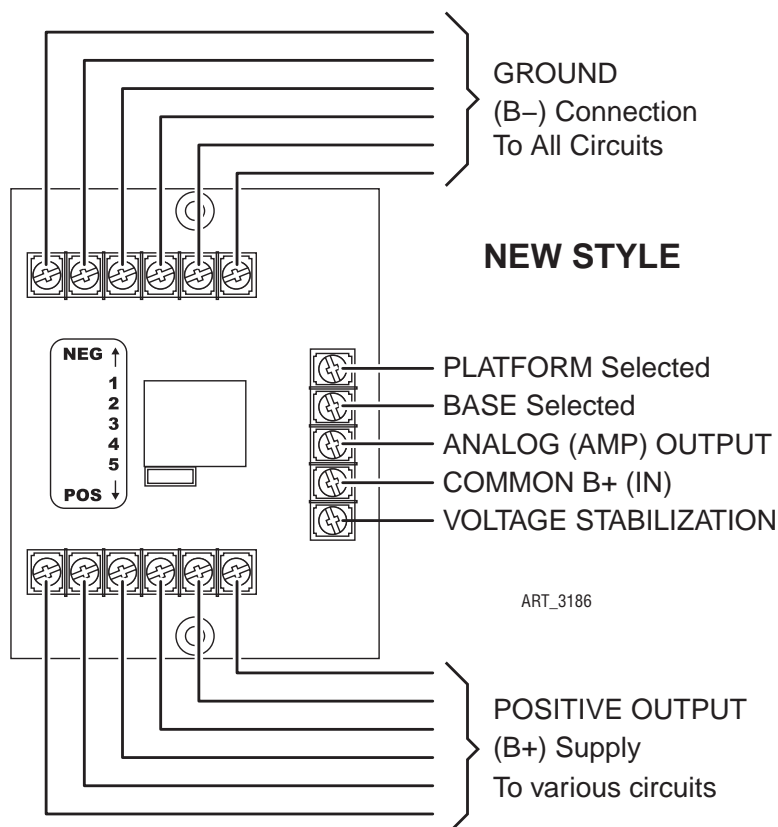 GROUND
(B–) Connection
To All Circuits
NEW STYLE
NEG ↑
1
2
3
4
5
POS ↓
PLATFORM Selected
BASE Selected
ANALOG (AMP) OUTPUT
COMMON B+ (IN)
VOLTAGE STABILIZATION
ART_3186
POSITIVE OUTPUT
(B+) Supply
To various circuits